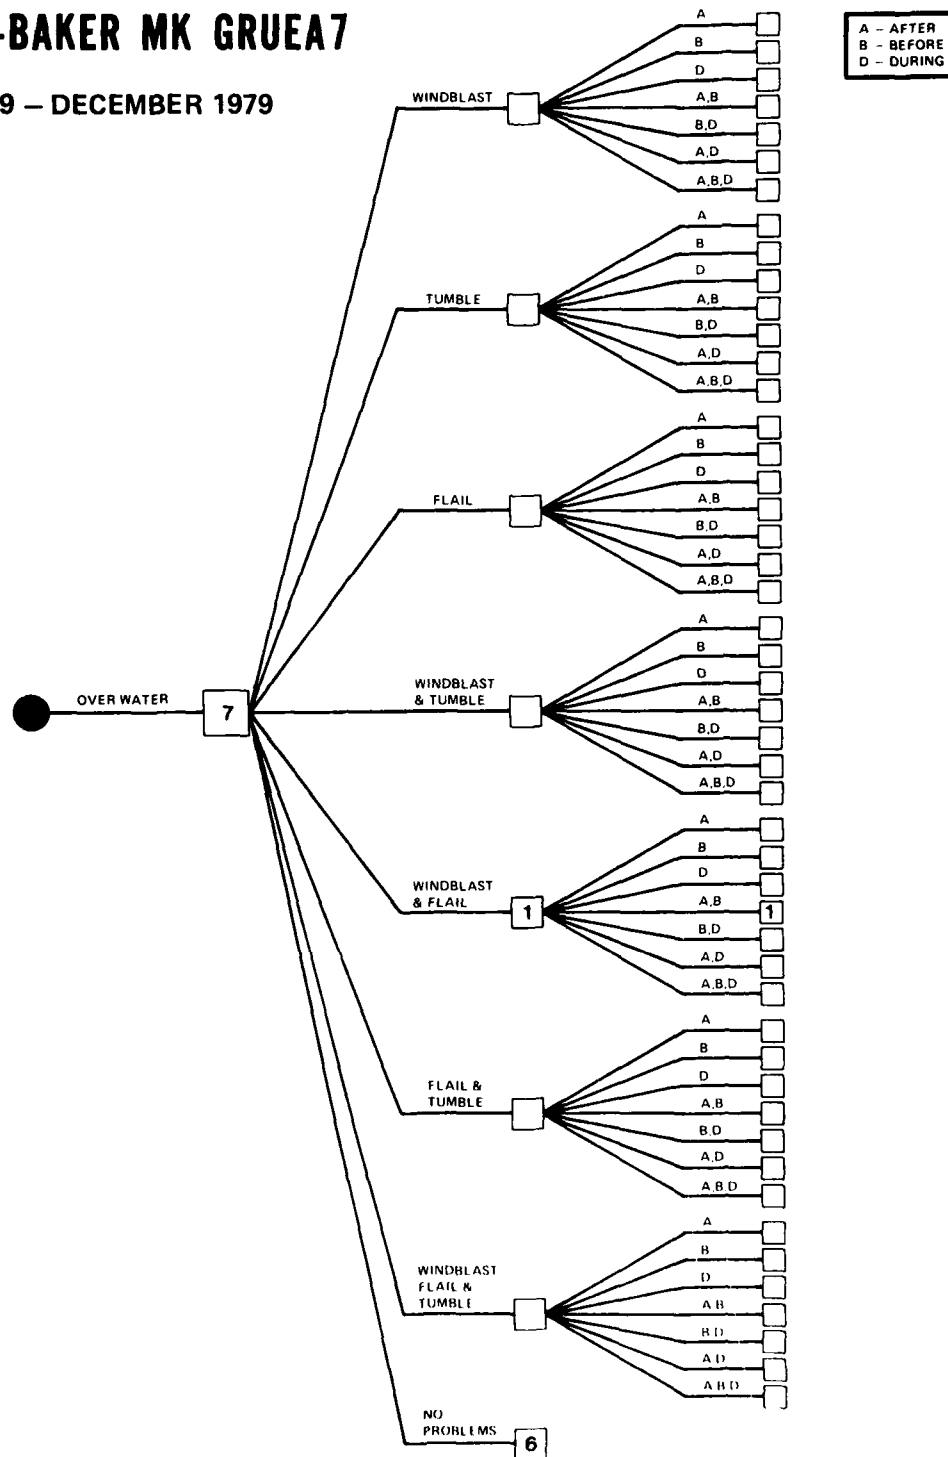 -BAKER MK GRUEA7
9 – DECEMBER 1979
A – AFTER
B – BEFORE
D – DURING
WINDBLAST
A
B
D
A,B
B,D
A,D
A,B,D
TUMBLE
A
B
D
A,B
B,D
A,D
A,B,D
FLAIL
A
B
D
A,B
B,D
A,D
A,B,D
OVER WATER
7
WINDBLAST
& TUMBLE
A
B
D
A,B
B,D
A,D
A,B,D
WINDBLAST
& FLAIL
1
A
B
D
A,B
1
B,D
A,D
A,B,D
FLAIL &
TUMBLE
A
B
D
A,B
B,D
A,D
A,B,D
WINDBLAST
FLAIL &
TUMBLE
A
B
D
A,B
B,D
A,D
A,B,D
NO
PROBLEMS
6